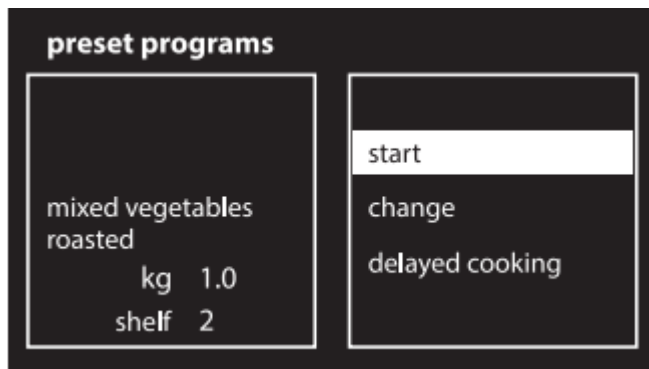 preset programs
mixed vegetables
roasted
kg 1.0
shelf 2
start
change
delayed cooking